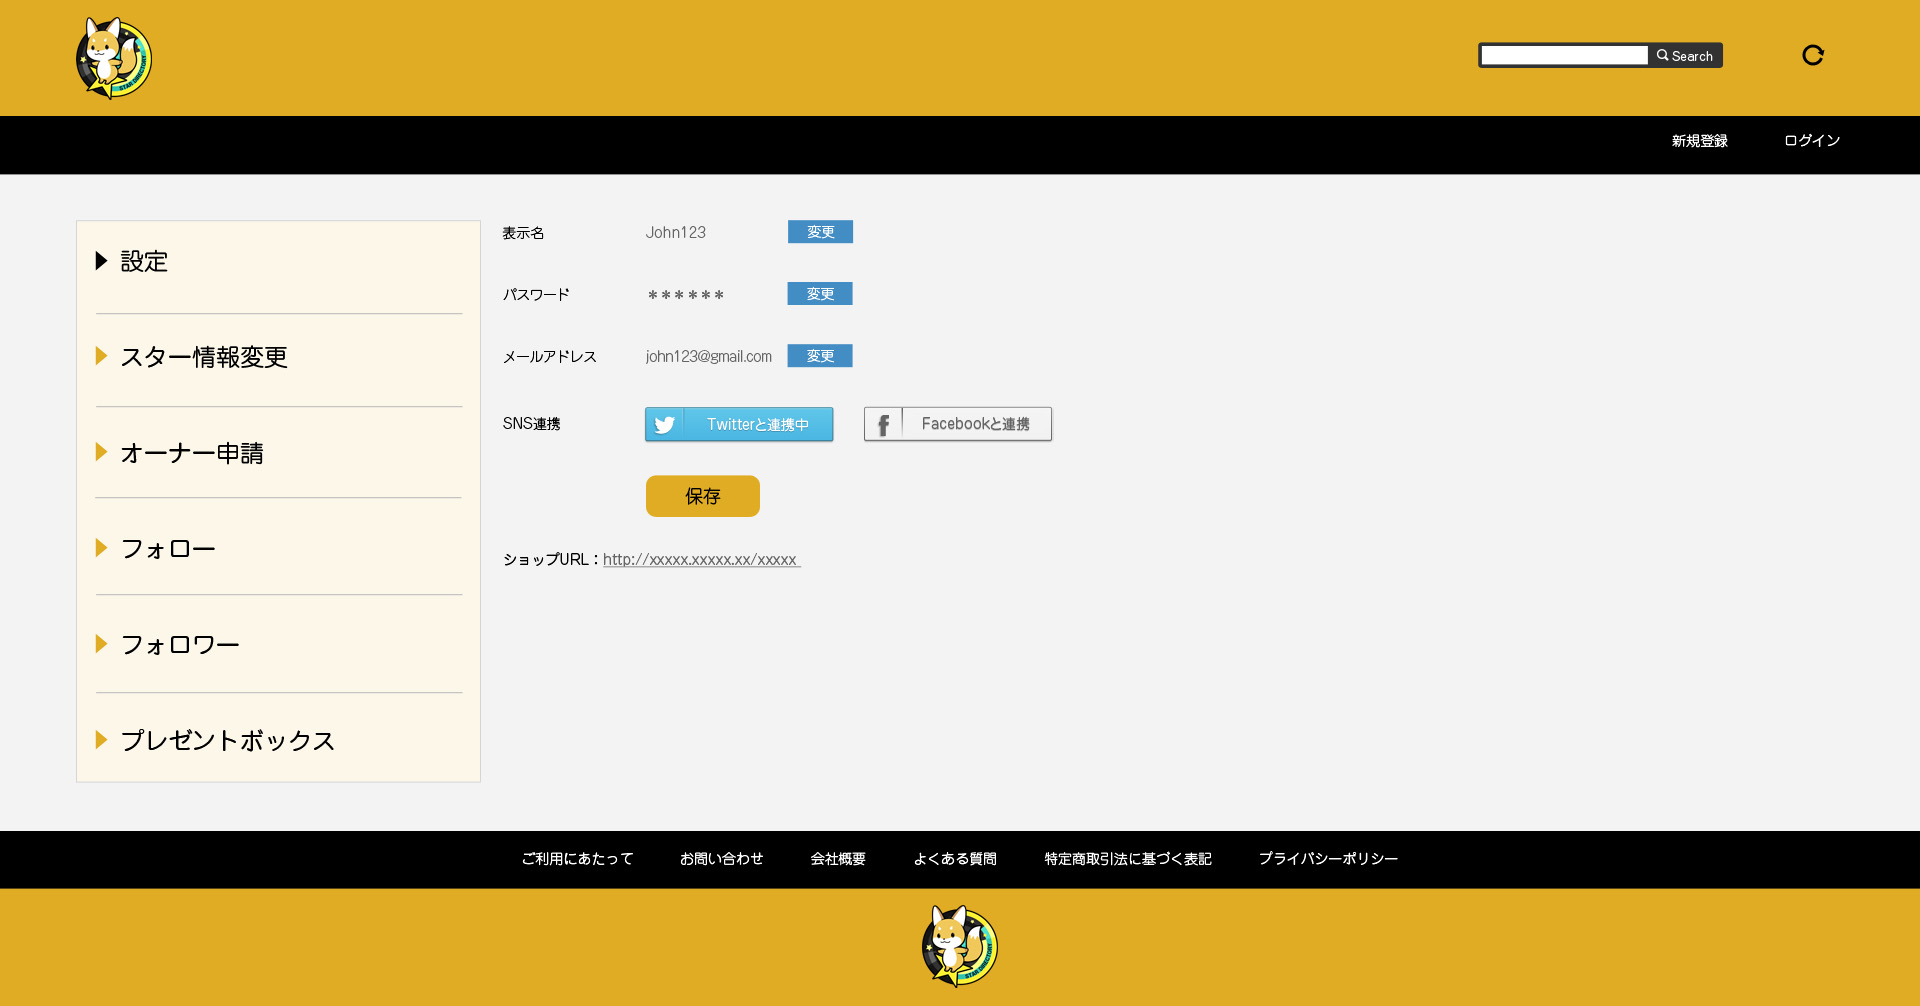 STAR DIRECTORY
Search
新規登録
ログイン
設定
スター情報変更
オーナー申請
フォロー
フォロワー
プレゼントボックス
表示名 John123 変更
パスワード ****** 変更
メールアドレス john123@gmail.com 変更
SNS連携 Twitterと連携中 Facebookと連携
保存
ショップURL：http://xxxxx.xxxxx.xx/xxxxx
ご利用にあたって お問い合わせ 会社概要 よくある質問 特定商取引法に基づく表記 プライバシーポリシー
STAR DIRECTORY